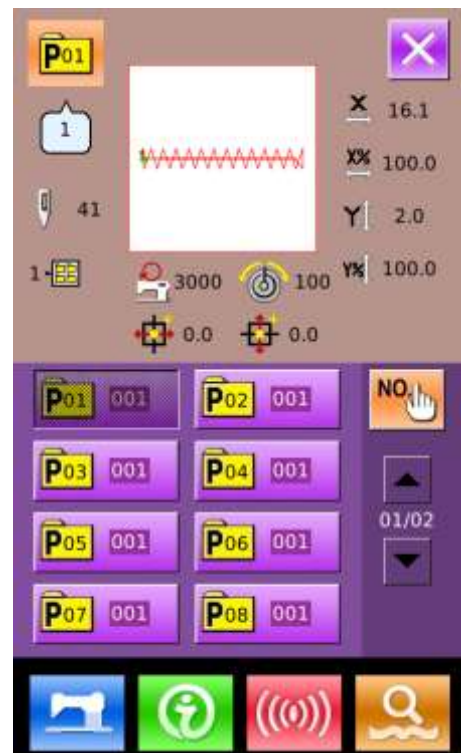 P01
1
X 16.1
X% 100.0
41
Y 2.0
1-
3000 100
Y% 100.0
0.0 0.0
P01 001 P02 001
NO.
P03 001 P04 001
01/02
P05 001 P06 001
P07 001 P08 001